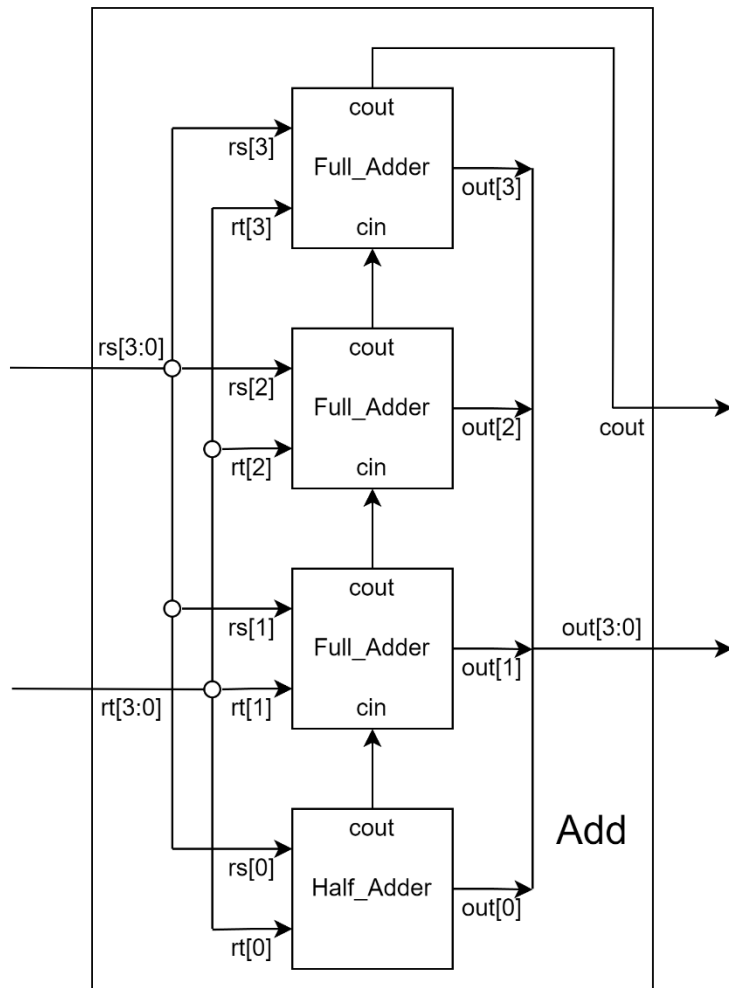 cout
rs[3]
Full_Adder
out[3]
rt[3]
cin
rs[3:0]
cout
rs[2]
Full_Adder
out[2]
cout
rt[2]
cin
cout
rs[1]
Full_Adder
out[1]
out[3:0]
rt[3:0]
rt[1]
cin
cout
Add
rs[0]
Half_Adder
out[0]
rt[0]